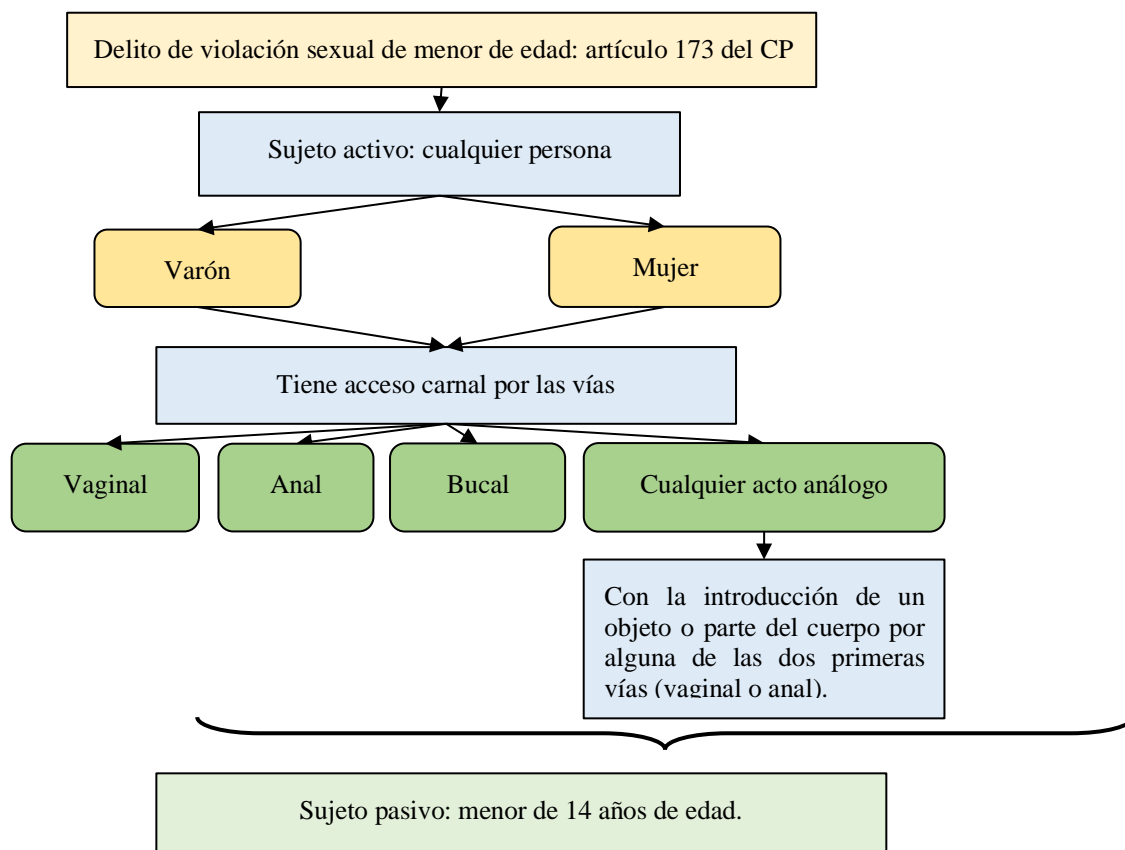 Delito de violación sexual de menor de edad: artículo 173 del CP
Sujeto activo: cualquier persona
Varón
Mujer
Tiene acceso carnal por las vías
Vaginal
Anal
Bucal
Cualquier acto análogo
Con la introducción de un
objeto o parte del cuerpo por
alguna de las dos primeras
vías (vaginal o anal).
Sujeto pasivo: menor de 14 años de edad.